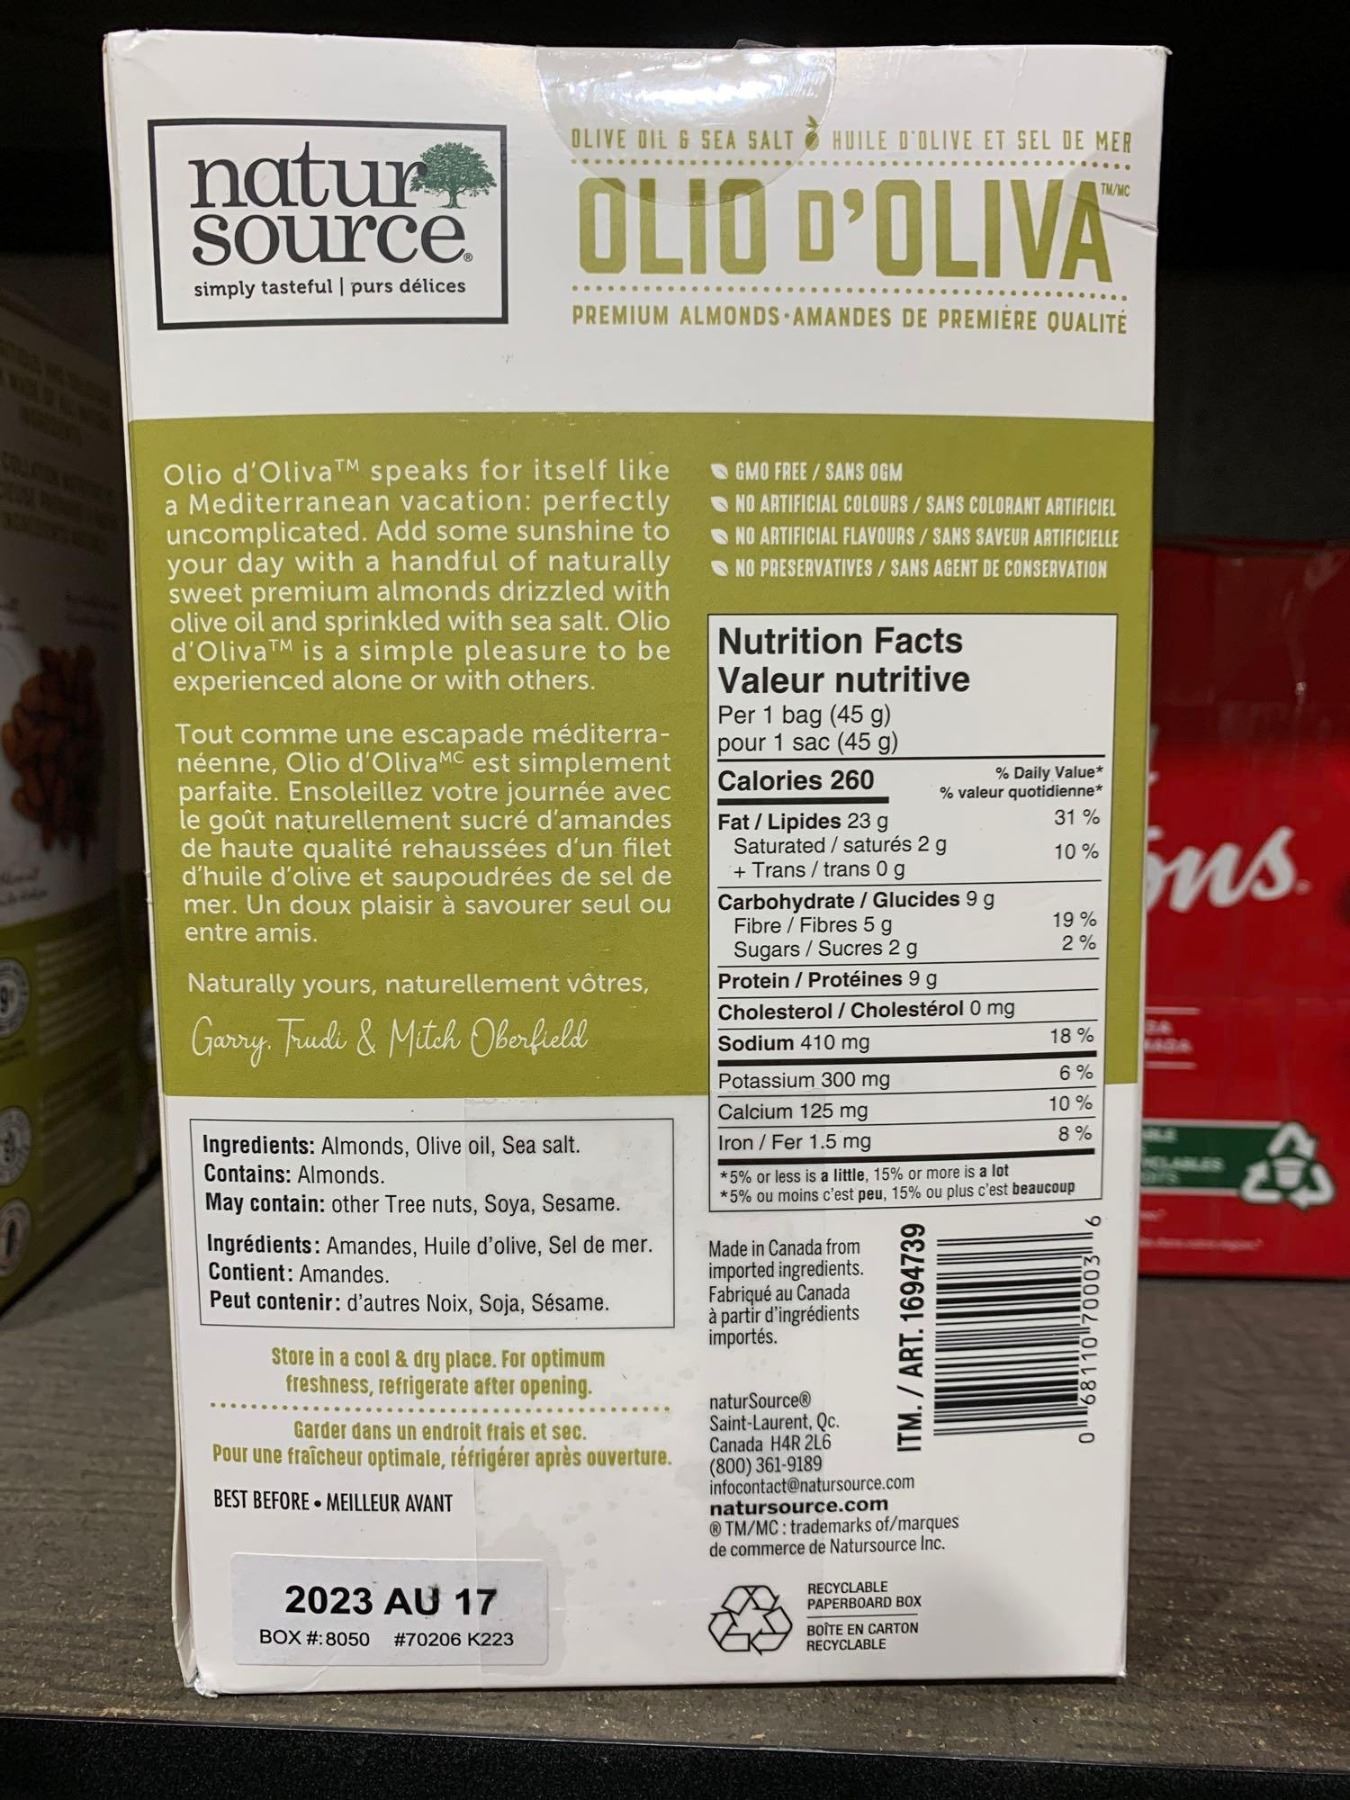 natur
source®
simply tasteful | purs délices
OLIVE OIL & SEA SALT HUILE D'OLIVE ET SEL DE MER
OLIO D'OLIVA TM/MC
PREMIUM ALMONDS·AMANDES DE PREMIÈRE QUALITÉ
Olio d'Oliva™ speaks for itself like
a Mediterranean vacation: perfectly
uncomplicated. Add some sunshine to
your day with a handful of naturally
sweet premium almonds drizzled with
olive oil and sprinkled with sea salt. Olio
d'Oliva™ is a simple pleasure to be
experienced alone or with others.
Tout comme une escapade méditerra-
néenne, Olio d'OlivaMC est simplement
parfaite. Ensoleillez votre journée avec
le goût naturellement sucré d'amandes
de haute qualité rehaussées d'un filet
d'huile d'olive et saupoudrées de sel de
mer. Un doux plaisir à savourer seul ou
entre amis.
Naturally yours, naturellement vôtres,
Garry, Trudi & Mitch Oberfield
GMO FREE / SANS OGM
NO ARTIFICIAL COLOURS / SANS COLORANT ARTIFICIEL
NO ARTIFICIAL FLAVOURS / SANS SAVEUR ARTIFICIELLE
NO PRESERVATIVES / SANS AGENT DE CONSERVATION
Nutrition Facts
Valeur nutritive
Per 1 bag (45 g)
pour 1 sac (45 g)
Calories 260
% Daily Value*
% valeur quotidienne*
Fat / Lipides 23 g 31 %
Saturated / saturés 2 g
+ Trans / trans 0 g 10 %
Carbohydrate / Glucides 9 g
Fibre / Fibres 5 g 19 %
Sugars / Sucres 2 g 2 %
Protein / Protéines 9 g
Cholesterol / Cholestérol 0 mg
Sodium 410 mg 18 %
Potassium 300 mg 6 %
Calcium 125 mg 10 %
Iron / Fer 1.5 mg 8 %
*5% or less is a little, 15% or more is a lot
*5% ou moins c'est peu, 15% ou plus c'est beaucoup
Ingredients: Almonds, Olive oil, Sea salt.
Contains: Almonds.
May contain: other Tree nuts, Soya, Sesame.
Ingrédients: Amandes, Huile d'olive, Sel de mer.
Contient: Amandes.
Peut contenir: d'autres Noix, Soja, Sésame.
Store in a cool & dry place. For optimum
freshness, refrigerate after opening.
Garder dans un endroit frais et sec.
Pour une fraîcheur optimale, réfrigérer après ouverture.
BEST BEFORE • MEILLEUR AVANT
2023 AU 17
BOX #:8050 #70206 K223
Made in Canada from
imported ingredients.
Fabriqué au Canada
à partir d'ingrédients
importés.
naturSource®
Saint-Laurent, Qc.
Canada H4R 2L6
(800) 361-9189
infocontact@natursource.com
natursource.com
® TM/MC : trademarks of/marques
de commerce de Natursource Inc.
ITM. / ART. 1694739
0 68110 70003 6
RECYCLABLE
PAPERBOARD BOX
BOÎTE EN CARTON
RECYCLABLE
ons.